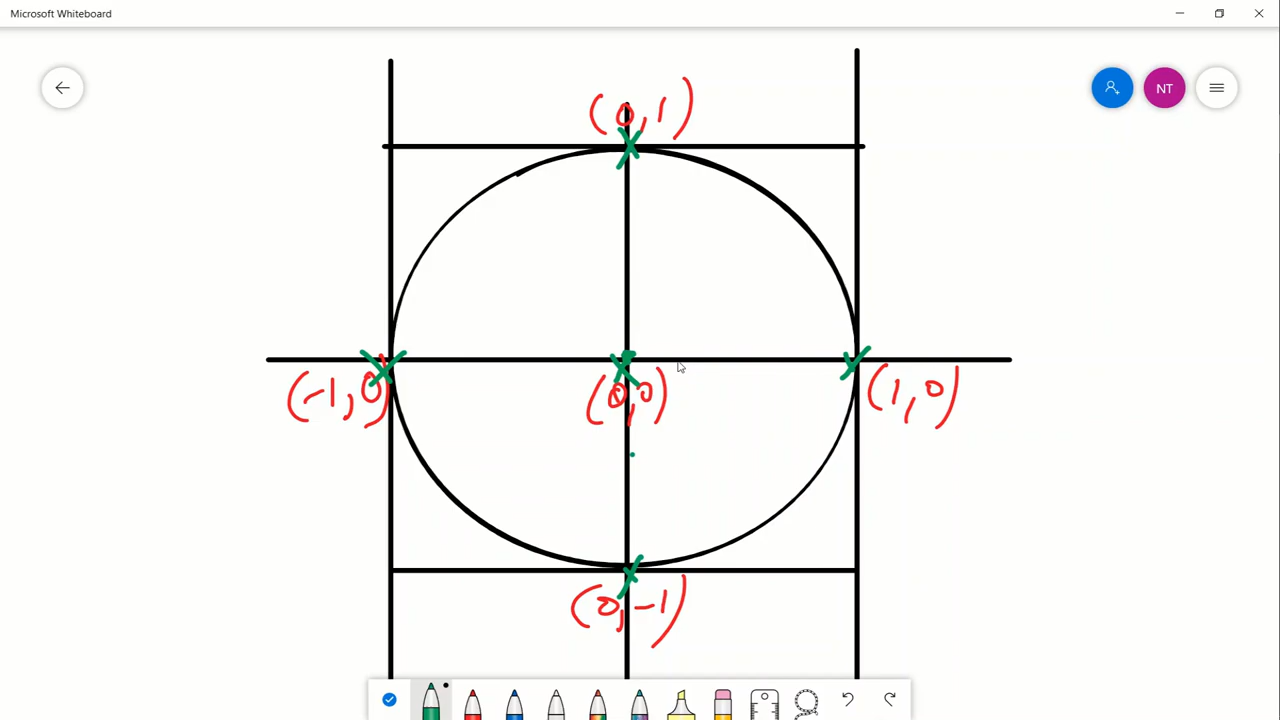 Microsoft Whiteboard
NT
(0,1)
(-1,0)
(0,0)
(1,0)
(0,-1)